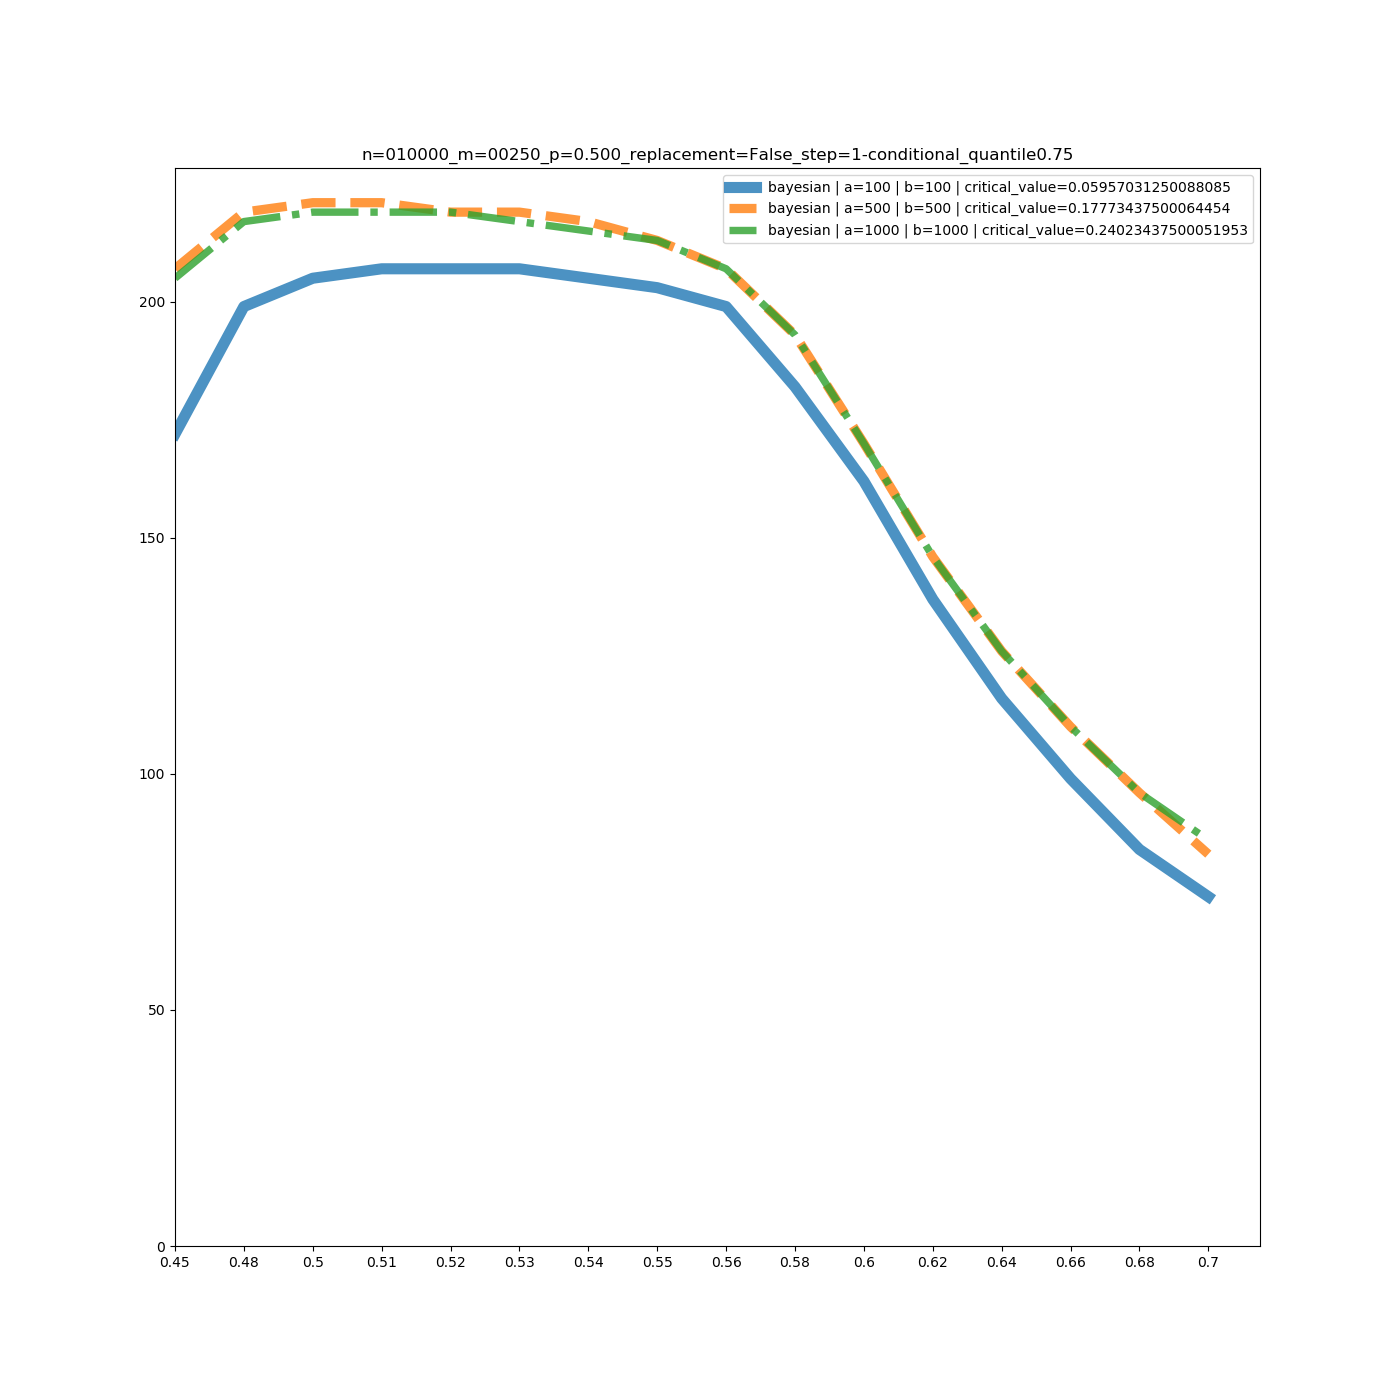 n=010000_m=00250_p=0.500_replacement=False_step=1-conditional_quantile0.75
bayesian | a=100 | b=100 | critical_value=0.05957031250088085
bayesian | a=500 | b=500 | critical_value=0.17773437500064454
bayesian | a=1000 | b=1000 | critical_value=0.24023437500051953
200
150
100
50
0
0.45 0.48 0.5 0.51 0.52 0.53 0.54 0.55 0.56 0.58 0.6 0.62 0.64 0.66 0.68 0.7